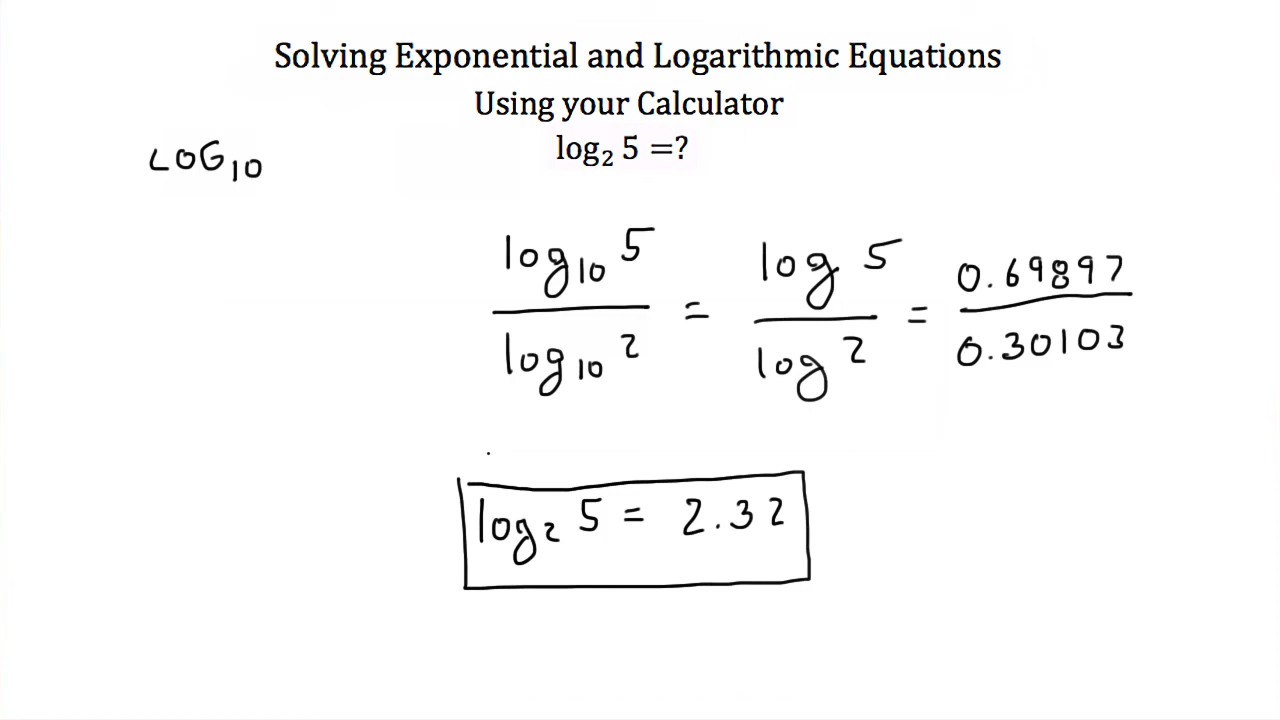 Solving Exponential and Logarithmic Equations
Using your Calculator
log₂ 5 =?
LOG₁₀
log₁₀ 5 / log₁₀ 2 = log 5 / log 2 = 0.69897 / 0.30103
log₂ 5 = 2.32